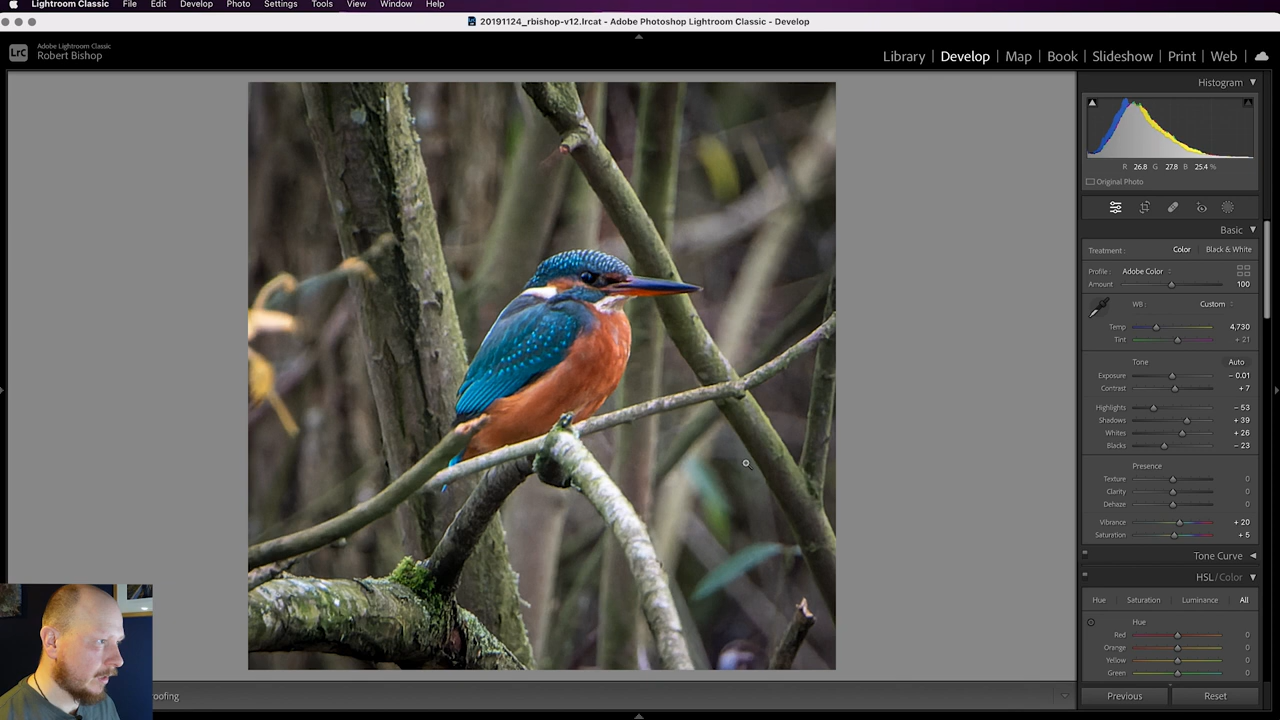 Lightroom Classic File Edit Develop Photo Settings Tools View Window Help
20191124_rbishop-v12.lrcat - Adobe Photoshop Lightroom Classic - Develop
LrC
Adobe Lightroom Classic
Robert Bishop
Library | Develop | Map | Book | Slideshow | Print | Web
Histogram
R 26.8 G 27.8 B 25.4 %
Original Photo
Basic
Treatment : Color Black & White
Profile : Adobe Color
Amount 100
WB : Custom
Temp 4,730
Tint + 21
Tone Auto
Exposure − 0.01
Contrast + 7
Highlights − 53
Shadows + 39
Whites + 26
Blacks − 23
Presence
Texture 0
Clarity 0
Dehaze 0
Vibrance + 20
Saturation + 5
Tone Curve
HSL / Color
Hue Saturation Luminance All
Hue
Red 0
Orange 0
Yellow 0
Green 0
oofing
Previous Reset